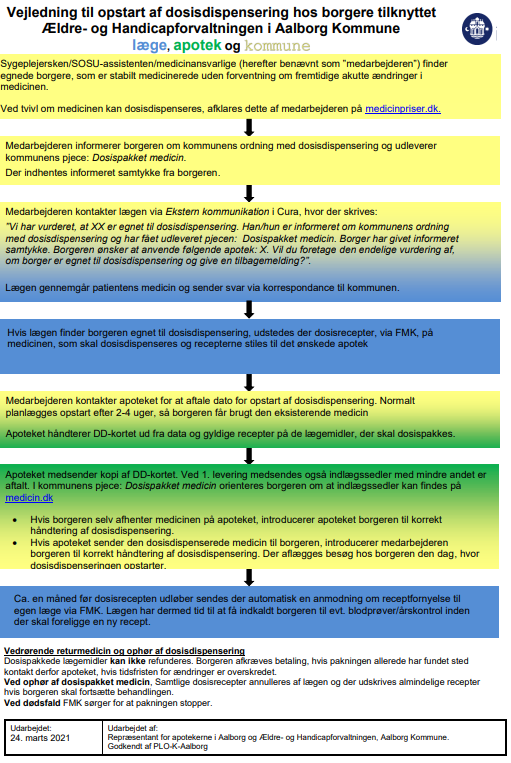 Vejledning til opstart af dosisdispensering hos borgere tilknyttet
Ældre- og Handicapforvaltningen i Aalborg Kommune
læge, apotek og kommune
Sygeplejersken/SOSU-assistenten/medicinansvarlige (herefter benævnt som "medarbejderen") finder
egnede borgere, som er stabilt medicinerede uden forventning om fremtidige akutte ændringer i
medicinen.
Ved tvivl om medicinen kan dosisdispenseres, afklares dette af medarbejderen på medicinpriser.dk.
Medarbejderen informerer borgeren om kommunens ordning med dosisdispensering og udleverer
kommunens pjece: Dosispakket medicin.
Der indhentes informeret samtykke fra borgeren.
Medarbejderen kontakter lægen via Ekstern kommunikation i Cura, hvor der skrives:
"Vi har vurderet, at XX er egnet til dosisdispensering. Han/hun er informeret om kommunens ordning
med dosisdispensering og har fået udleveret pjecen: Dosispakket medicin. Borger har givet informeret
samtykke. Borgeren ønsker at anvende følgende apotek: X. Vil du foretage den endelige vurdering af,
om borger er egnet til dosisdispensering og give en tilbagemelding?".
Lægen gennemgår patientens medicin og sender svar via korrespondance til kommunen.
Hvis lægen finder borgeren egnet til dosisdispensering, udstedes der dosisrecepter, via FMK, på
medicinen, som skal dosisdispenseres og recepterne stiles til det ønskede apotek
Medarbejderen kontakter apoteket for at aftale dato for opstart af dosisdispensering. Normalt
planlægges opstart efter 2-4 uger, så borgeren får brugt den eksisterende medicin
Apoteket håndterer DD-kortet ud fra data og gyldige recepter på de lægemidler, der skal dosispakkes.
Apoteket medsender kopi af DD-kortet. Ved 1. levering medsendes også indlægssedler med mindre andet er
aftalt. I kommunens pjece: Dosispakket medicin orienteres borgeren om at indlægssedler kan findes på
medicin.dk
• Hvis borgeren selv afhenter medicinen på apoteket, introducerer apoteket borgeren til korrekt
håndtering af dosisdispensering.
• Hvis apoteket sender den dosisdispenserede medicin til borgeren, introducerer medarbejderen
borgeren til korrekt håndtering af dosisdispensering. Der aflægges besøg hos borgeren den dag, hvor
dosisdispenseringen opstarter.
Ca. en måned før dosisrecepten udløber sendes der automatisk en anmodning om receptfornyelse til
egen læge via FMK. Lægen har dermed tid til at få indkaldt borgeren til evt. blodprøver/årskontrol inden
der skal foreligge en ny recept.
Vedrørende returmedicin og ophør af dosisdispensering
Dosispakkede lægemidler kan ikke refunderes. Borgeren afkræves betaling, hvis pakningen allerede har fundet sted
kontakt derfor apoteket, hvis tidsfristen for ændringer er overskredet.
Ved ophør af dosispakket medicin, Samtlige dosisrecepter annulleres af lægen og der udskrives almindelige recepter
hvis borgeren skal fortsætte behandlingen.
Ved dødsfald FMK sørger for at pakningen stopper.
Udarbejdet:
24. marts 2021
Udarbejdet af:
Repræsentant for apotekerne i Aalborg og Ældre- og Handicapforvaltningen, Aalborg Kommune.
Godkendt af PLO-K-Aalborg